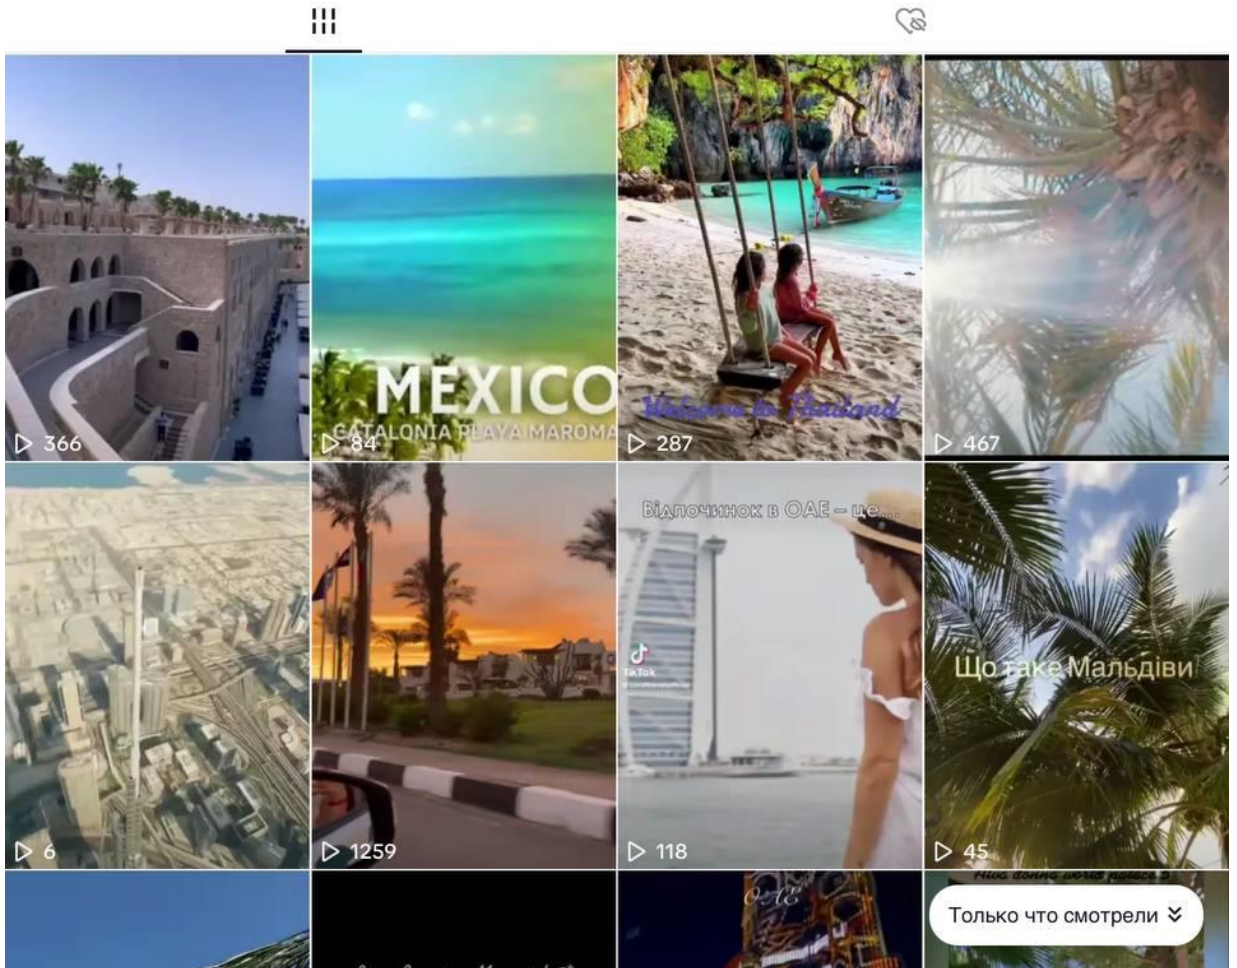 MEXICO
CATALONIA PLAYA MAROMA
Welcome to Thailand
366
84
287
467
Відпочинок в ОАЕ – це...
TikTok
Що таке Мальдіви
6
1259
118
45
ОАЕ
Только что смотрели